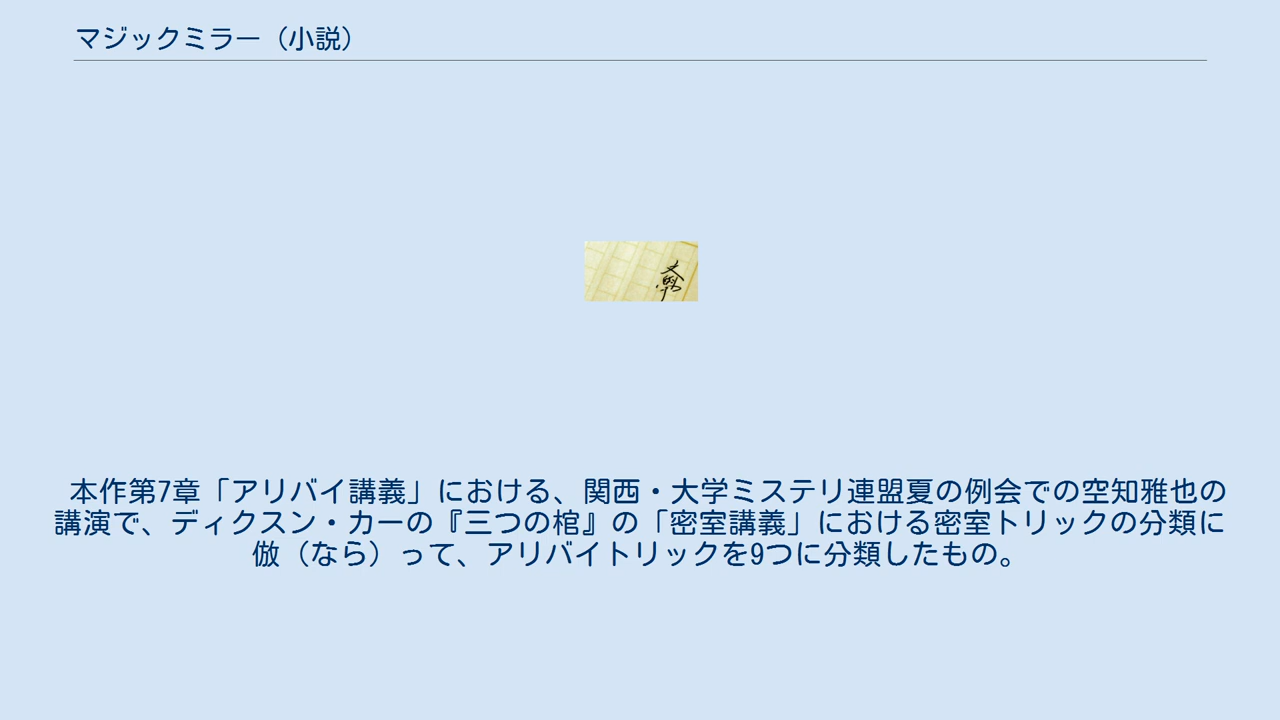 マジックミラー（小説）
本作第7章「アリバイ講義」における、関西・大学ミステリ連盟夏の例会での空知雅也の
講演で、ディクスン・カーの『三つの棺』の「密室講義」における密室トリックの分類に
倣（なら）って、アリバイトリックを9つに分類したもの。